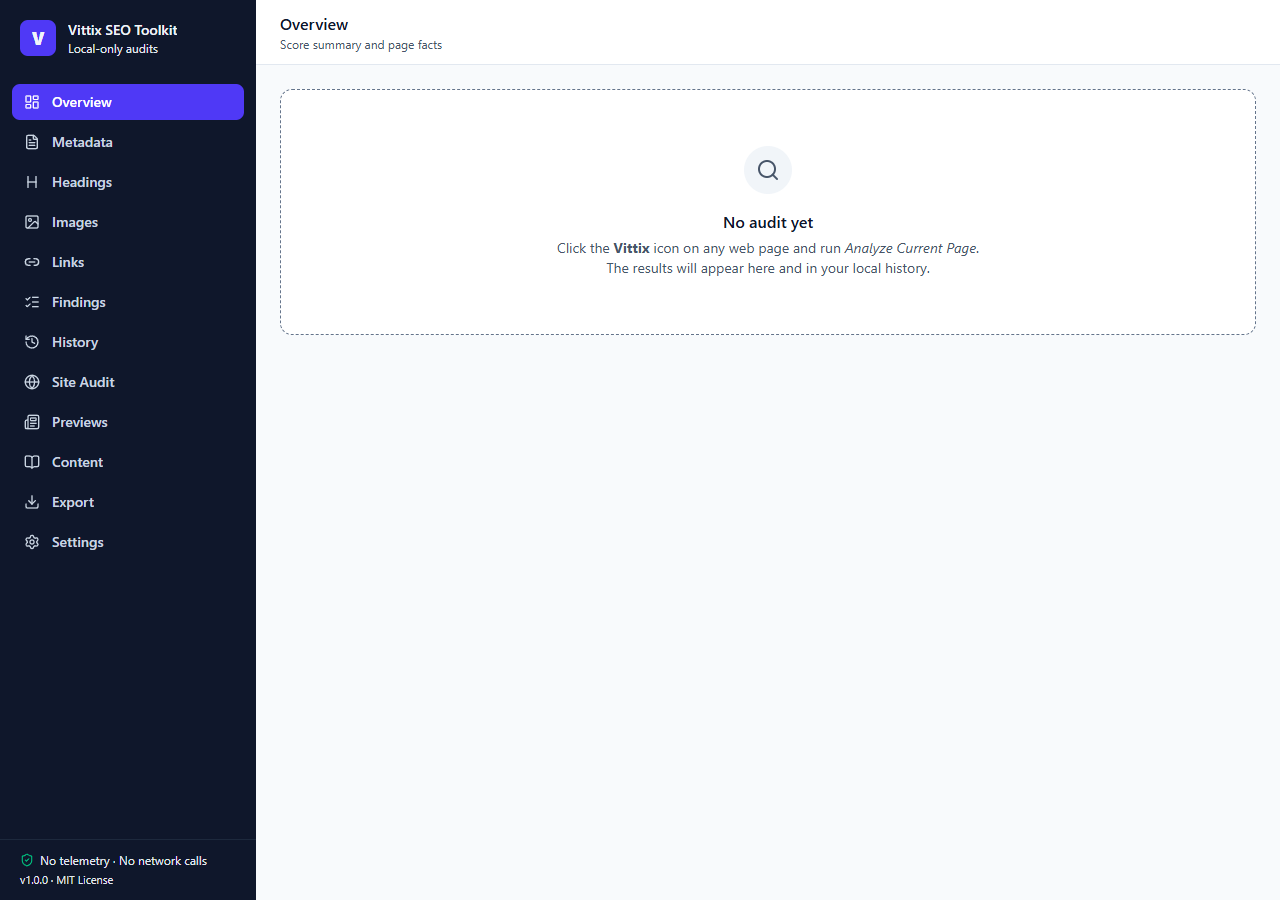 V
Vittix SEO Toolkit
Local-only audits
Overview
Metadata
Headings
Images
Links
Findings
History
Site Audit
Previews
Content
Export
Settings
No telemetry · No network calls
v1.0.0 · MIT License
Overview
Score summary and page facts
No audit yet
Click the Vittix icon on any web page and run Analyze Current Page.
The results will appear here and in your local history.